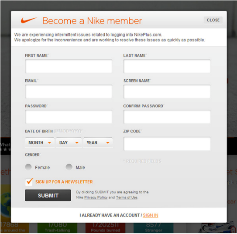 Become a Nike member
CLOSE
We are experiencing intermittent issues related to logging into NikePlus.com.
We apologize for the inconvenience and are working to resolve these issues as quickly as possible.
FIRST NAME
LAST NAME
EMAIL
SCREEN NAME
PASSWORD
CONFIRM PASSWORD
DATE OF BIRTH
ZIP CODE
MONTH DAY YEAR
GENDER
Female Male
SIGN UP FOR A NEWSLETTER
SUBMIT
By clicking SUBMIT you are agreeing to the
Nike Privacy Policy and Terms of Use.
I ALREADY HAVE AN ACCOUNT SIGN IN